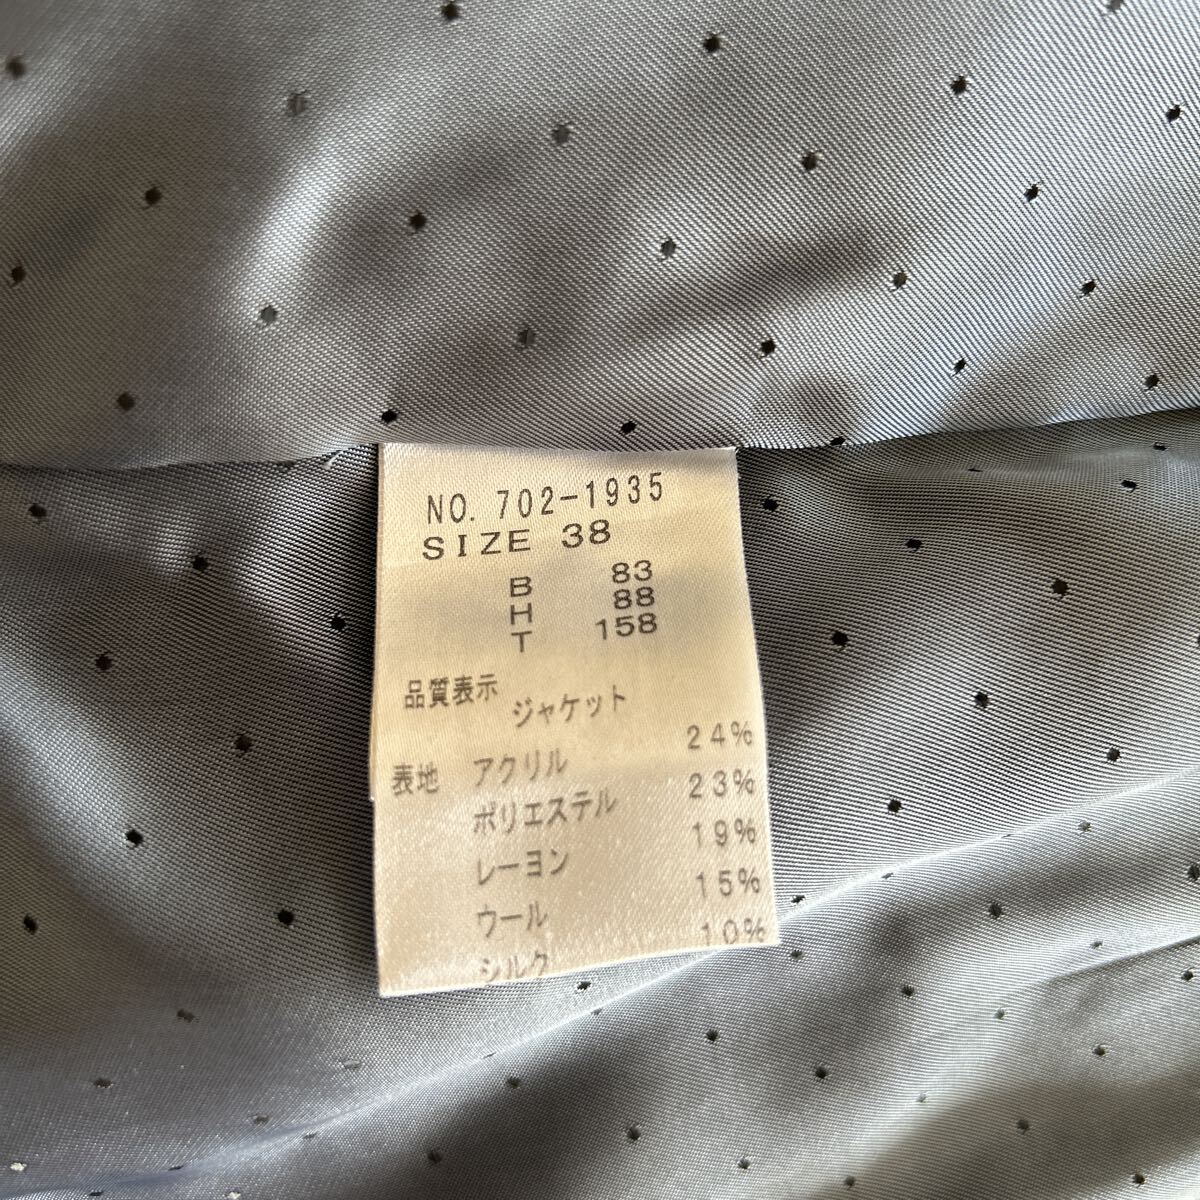 NO. 702-1935
SIZE 38
B 83
H 88
T 158
品質表示
ジャケット
表地 アクリル 24%
ポリエステル 23%
レーヨン 19%
ウール 15%
シルク 10%